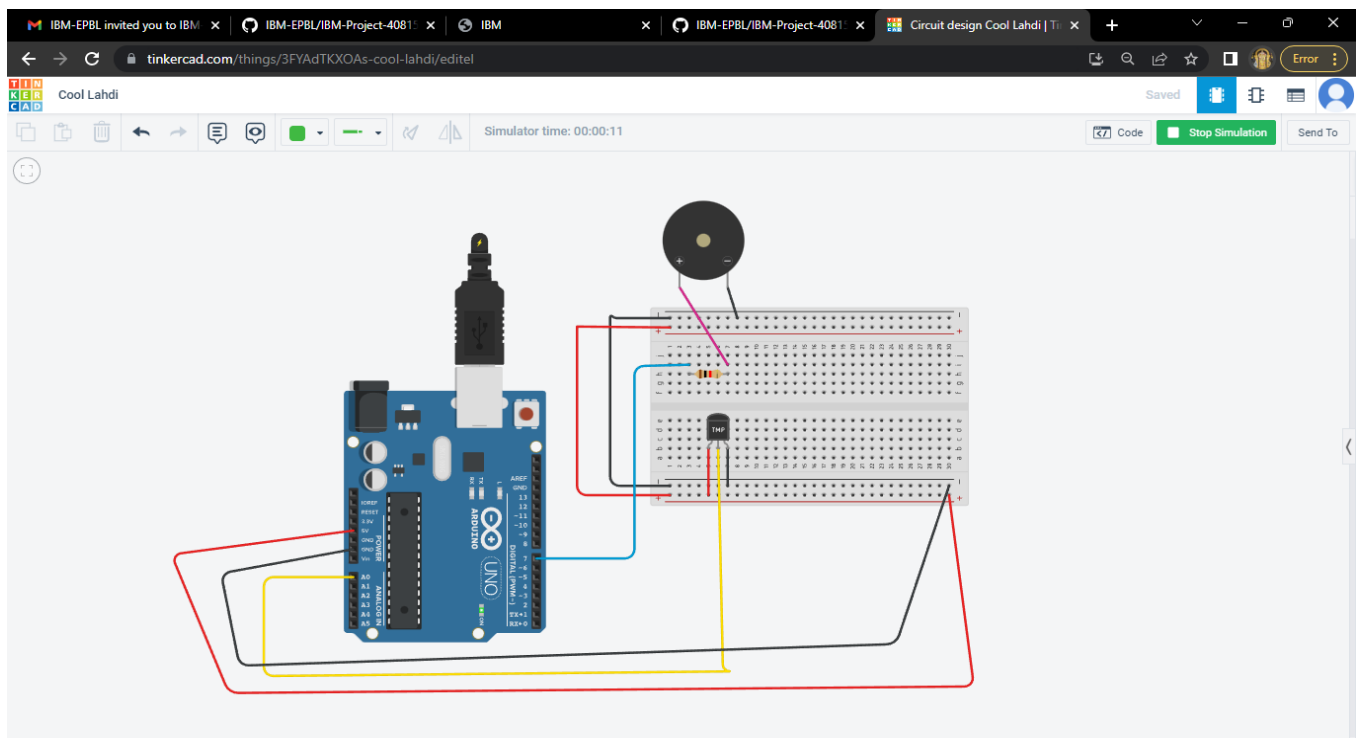 IBM-EPBL invited you to IBM
IBM-EPBL/IBM-Project-40815
IBM
IBM-EPBL/IBM-Project-40815
Circuit design Cool Lahdi | Ti
tinkercad.com/things/3FYAdTKXOAs-cool-lahdi/editel
Error
TIN
KER
CAD
Cool Lahdi
Saved
Simulator time: 00:00:11
Code
Stop Simulation
Send To
+ −
TMP
AREF
GND
13
12
~11
~10
~9
8
7
~6
~5
4
~3
2
TX→1
RX←0
IOREF
RESET
3.3V
5V
GND
GND
Vin
A0
A1
A2
A3
A4
A5
POWER
ANALOG IN
DIGITAL (PWM~)
ARDUINO
UNO
RX
TX
L
ON